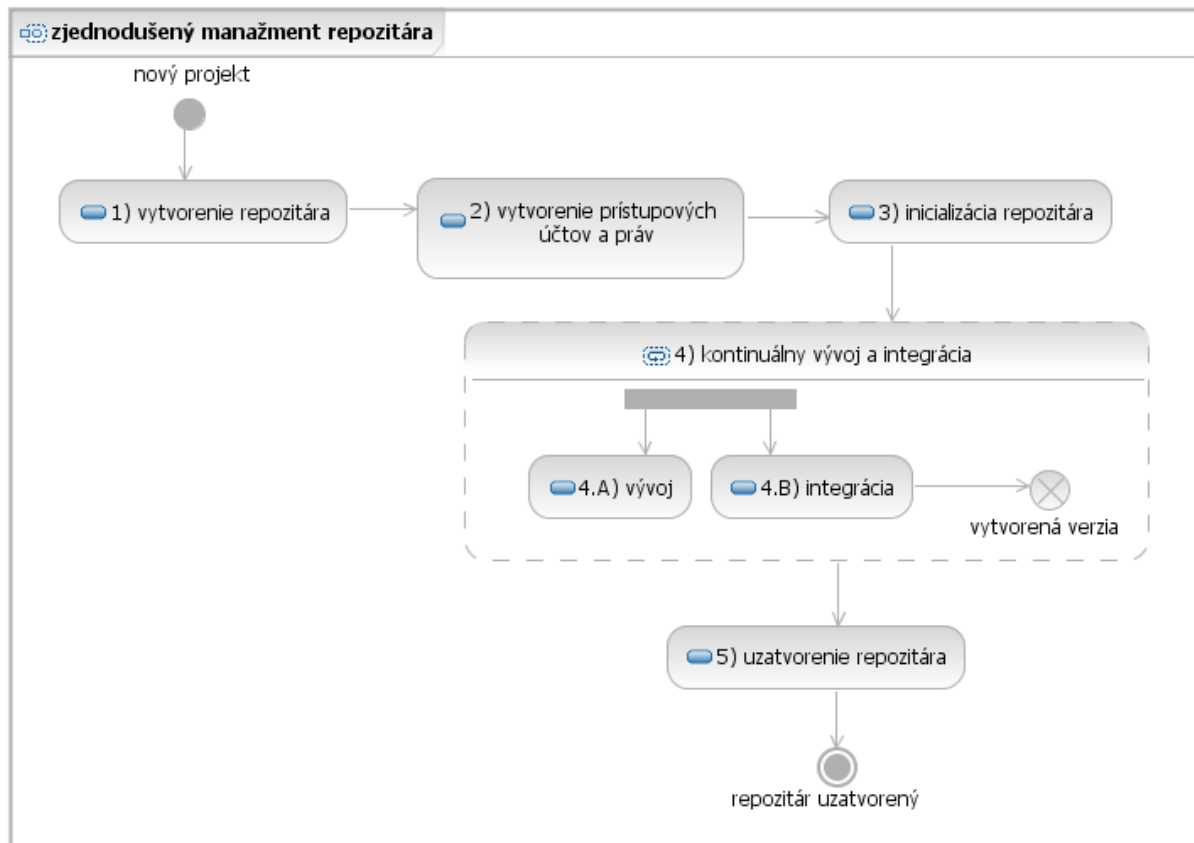 zjednodušený manažment repozitára
nový projekt
1) vytvorenie repozitára
2) vytvorenie prístupových
účtov a práv
3) inicializácia repozitára
4) kontinuálny vývoj a integrácia
4.A) vývoj
4.B) integrácia
vytvorená verzia
5) uzatvorenie repozitára
repozitár uzatvorený